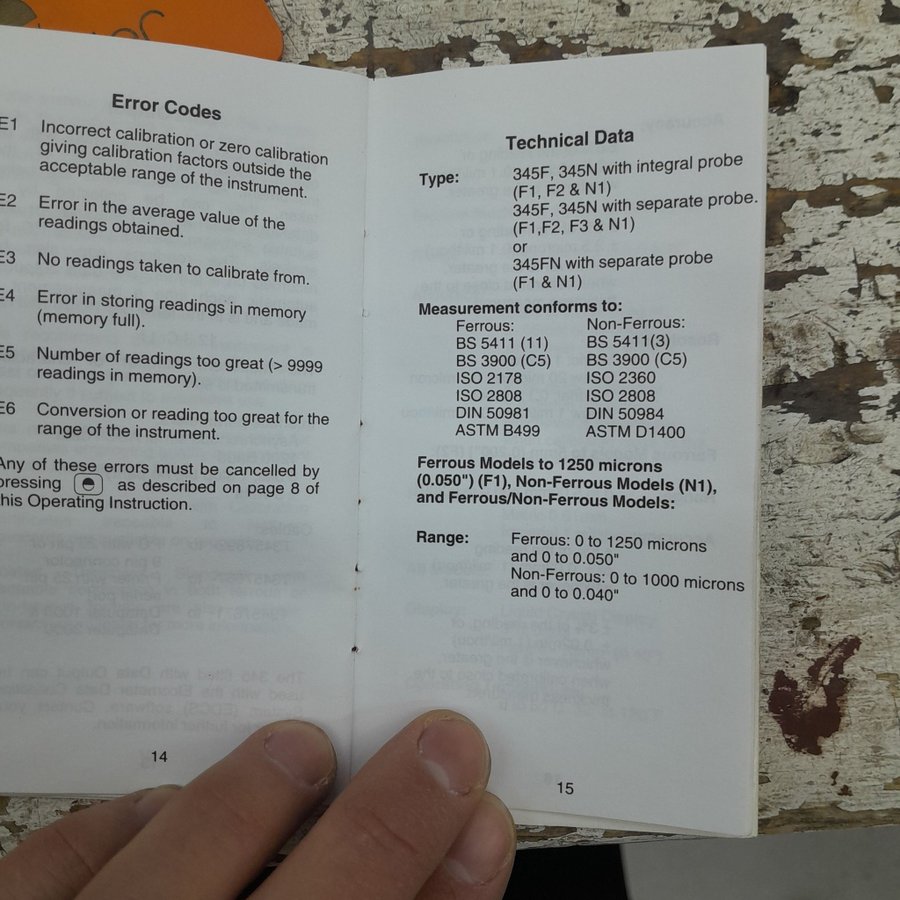 Error Codes
E1 Incorrect calibration or zero calibration
giving calibration factors outside the
acceptable range of the instrument.
E2 Error in the average value of the
readings obtained.
E3 No readings taken to calibrate from.
E4 Error in storing readings in memory
(memory full).
E5 Number of readings too great (> 9999
readings in memory).
E6 Conversion or reading too great for the
range of the instrument.
Any of these errors must be cancelled by
pressing as described on page 8 of
this Operating Instruction.
14
Technical Data
Type: 345F, 345N with integral probe
(F1, F2 & N1)
345F, 345N with separate probe.
(F1,F2, F3 & N1)
or
345FN with separate probe
(F1 & N1)
Measurement conforms to:
Ferrous: Non-Ferrous:
BS 5411 (11) BS 5411(3)
BS 3900 (C5) BS 3900 (C5)
ISO 2178 ISO 2360
ISO 2808 ISO 2808
DIN 50981 DIN 50984
ASTM B499 ASTM D1400
Ferrous Models to 1250 microns
(0.050") (F1), Non-Ferrous Models (N1),
and Ferrous/Non-Ferrous Models:
Range: Ferrous: 0 to 1250 microns
and 0 to 0.050"
Non-Ferrous: 0 to 1000 microns
and 0 to 0.040"
15